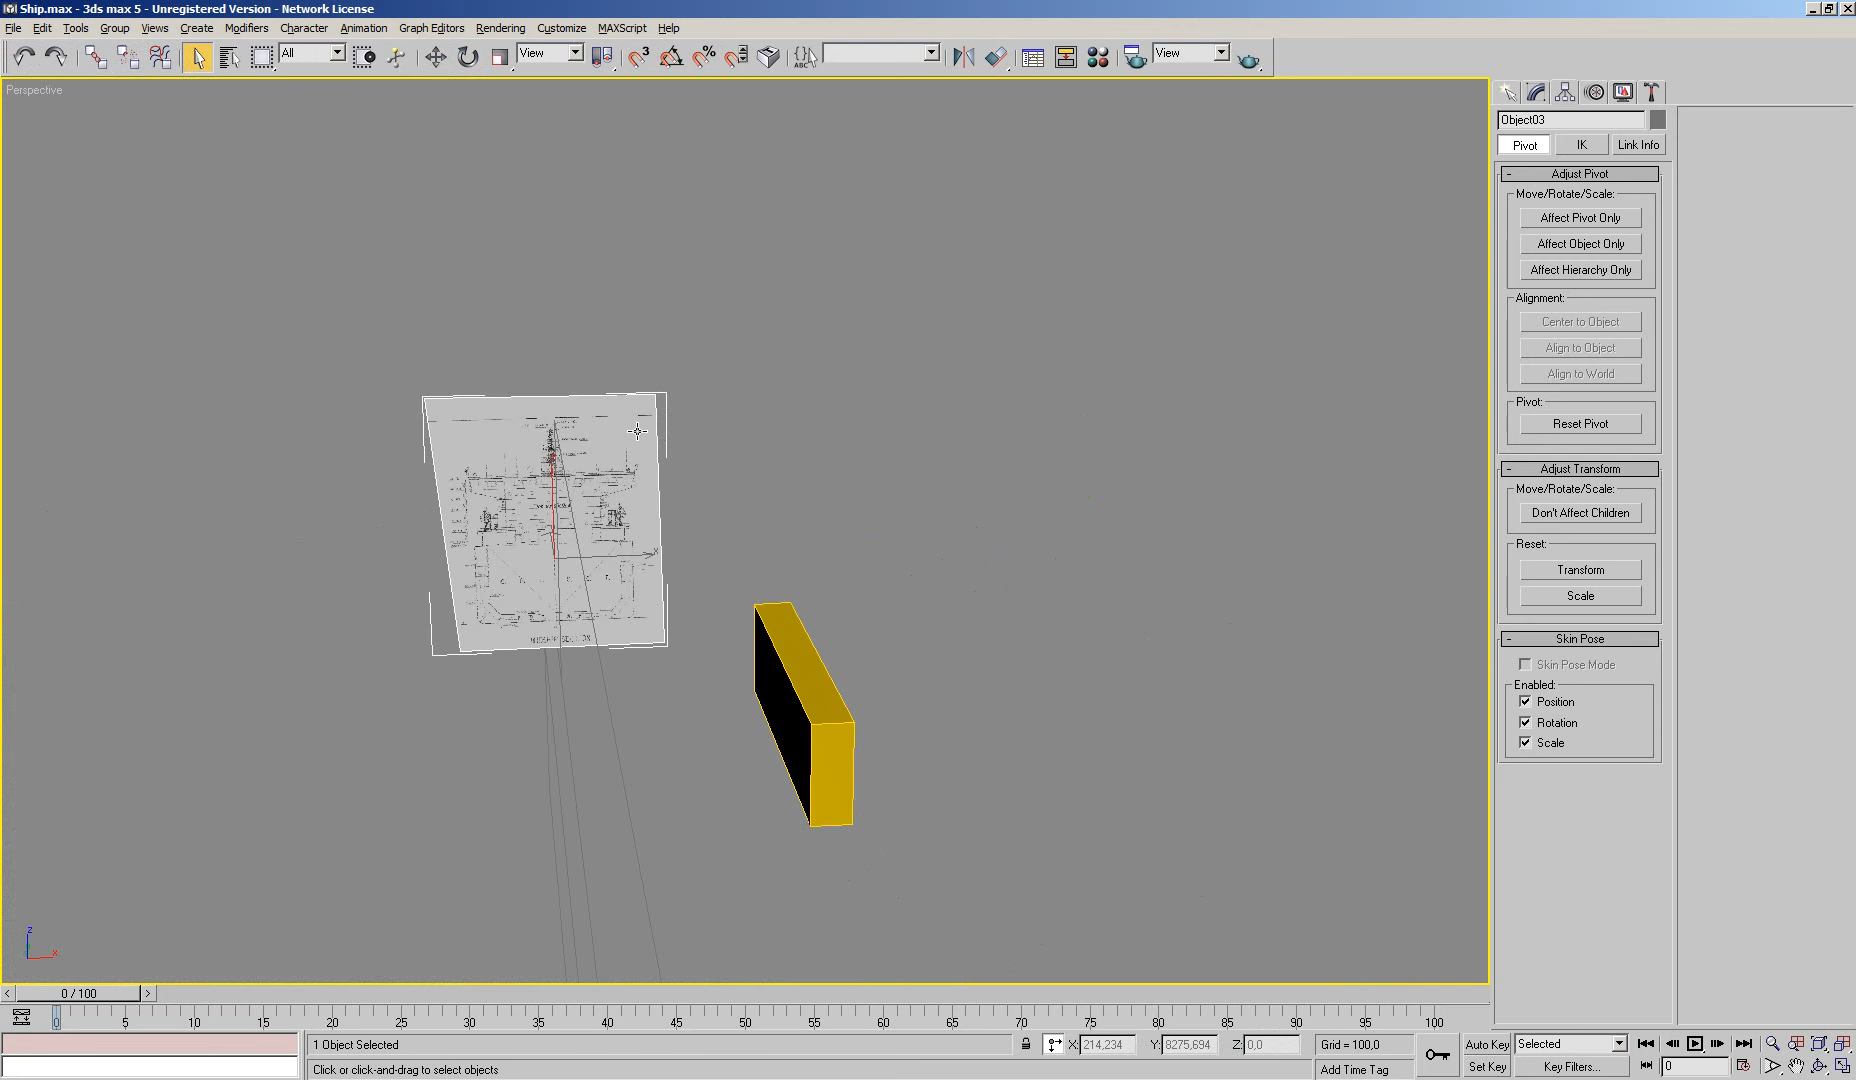 Ship.max - 3ds max 5 - Unregistered Version - Network License
File Edit Tools Group Views Create Modifiers Character Animation Graph Editors Rendering Customize MAXScript Help
All View 3 % ABC View
Perspective
Object03
Pivot IK Link Info
- Adjust Pivot
Move/Rotate/Scale:
Affect Pivot Only
Affect Object Only
Affect Hierarchy Only
Alignment:
Center to Object
Align to Object
Align to World
Pivot:
Reset Pivot
- Adjust Transform
Move/Rotate/Scale:
Don't Affect Children
Reset:
Transform
Scale
- Skin Pose
Skin Pose Mode
Enabled:
Position
Rotation
Scale
x
MIDSHIP SECTION
z
x
< 0 / 100 >
0 5 10 15 20 25 30 35 40 45 50 55 60 65 70 75 80 85 90 95 100
1 Object Selected X: 214,234 Y: 8275,694 Z: 0,0 Grid = 100,0 Auto Key Selected
Click or click-and-drag to select objects Add Time Tag Set Key Key Filters... 0